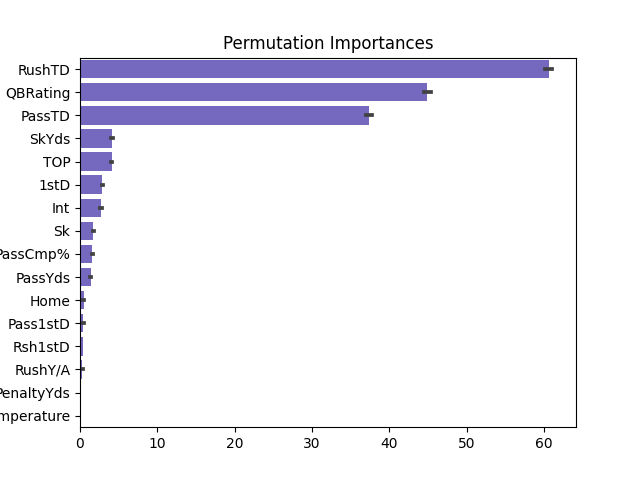 Permutation Importances
RushTD
QBRating
PassTD
SkYds
TOP
1stD
Int
Sk
PassCmp%
PassYds
Home
Pass1stD
Rsh1stD
RushY/A
PenaltyYds
mperature
0 10 20 30 40 50 60